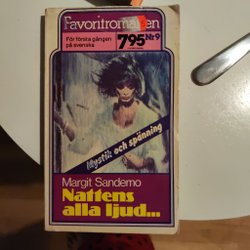 Favoritromanen
För första gången
på svenska
7.95 Nr 9
Mystik och spänning
Margit Sandemo
Nattens
alla ljud...